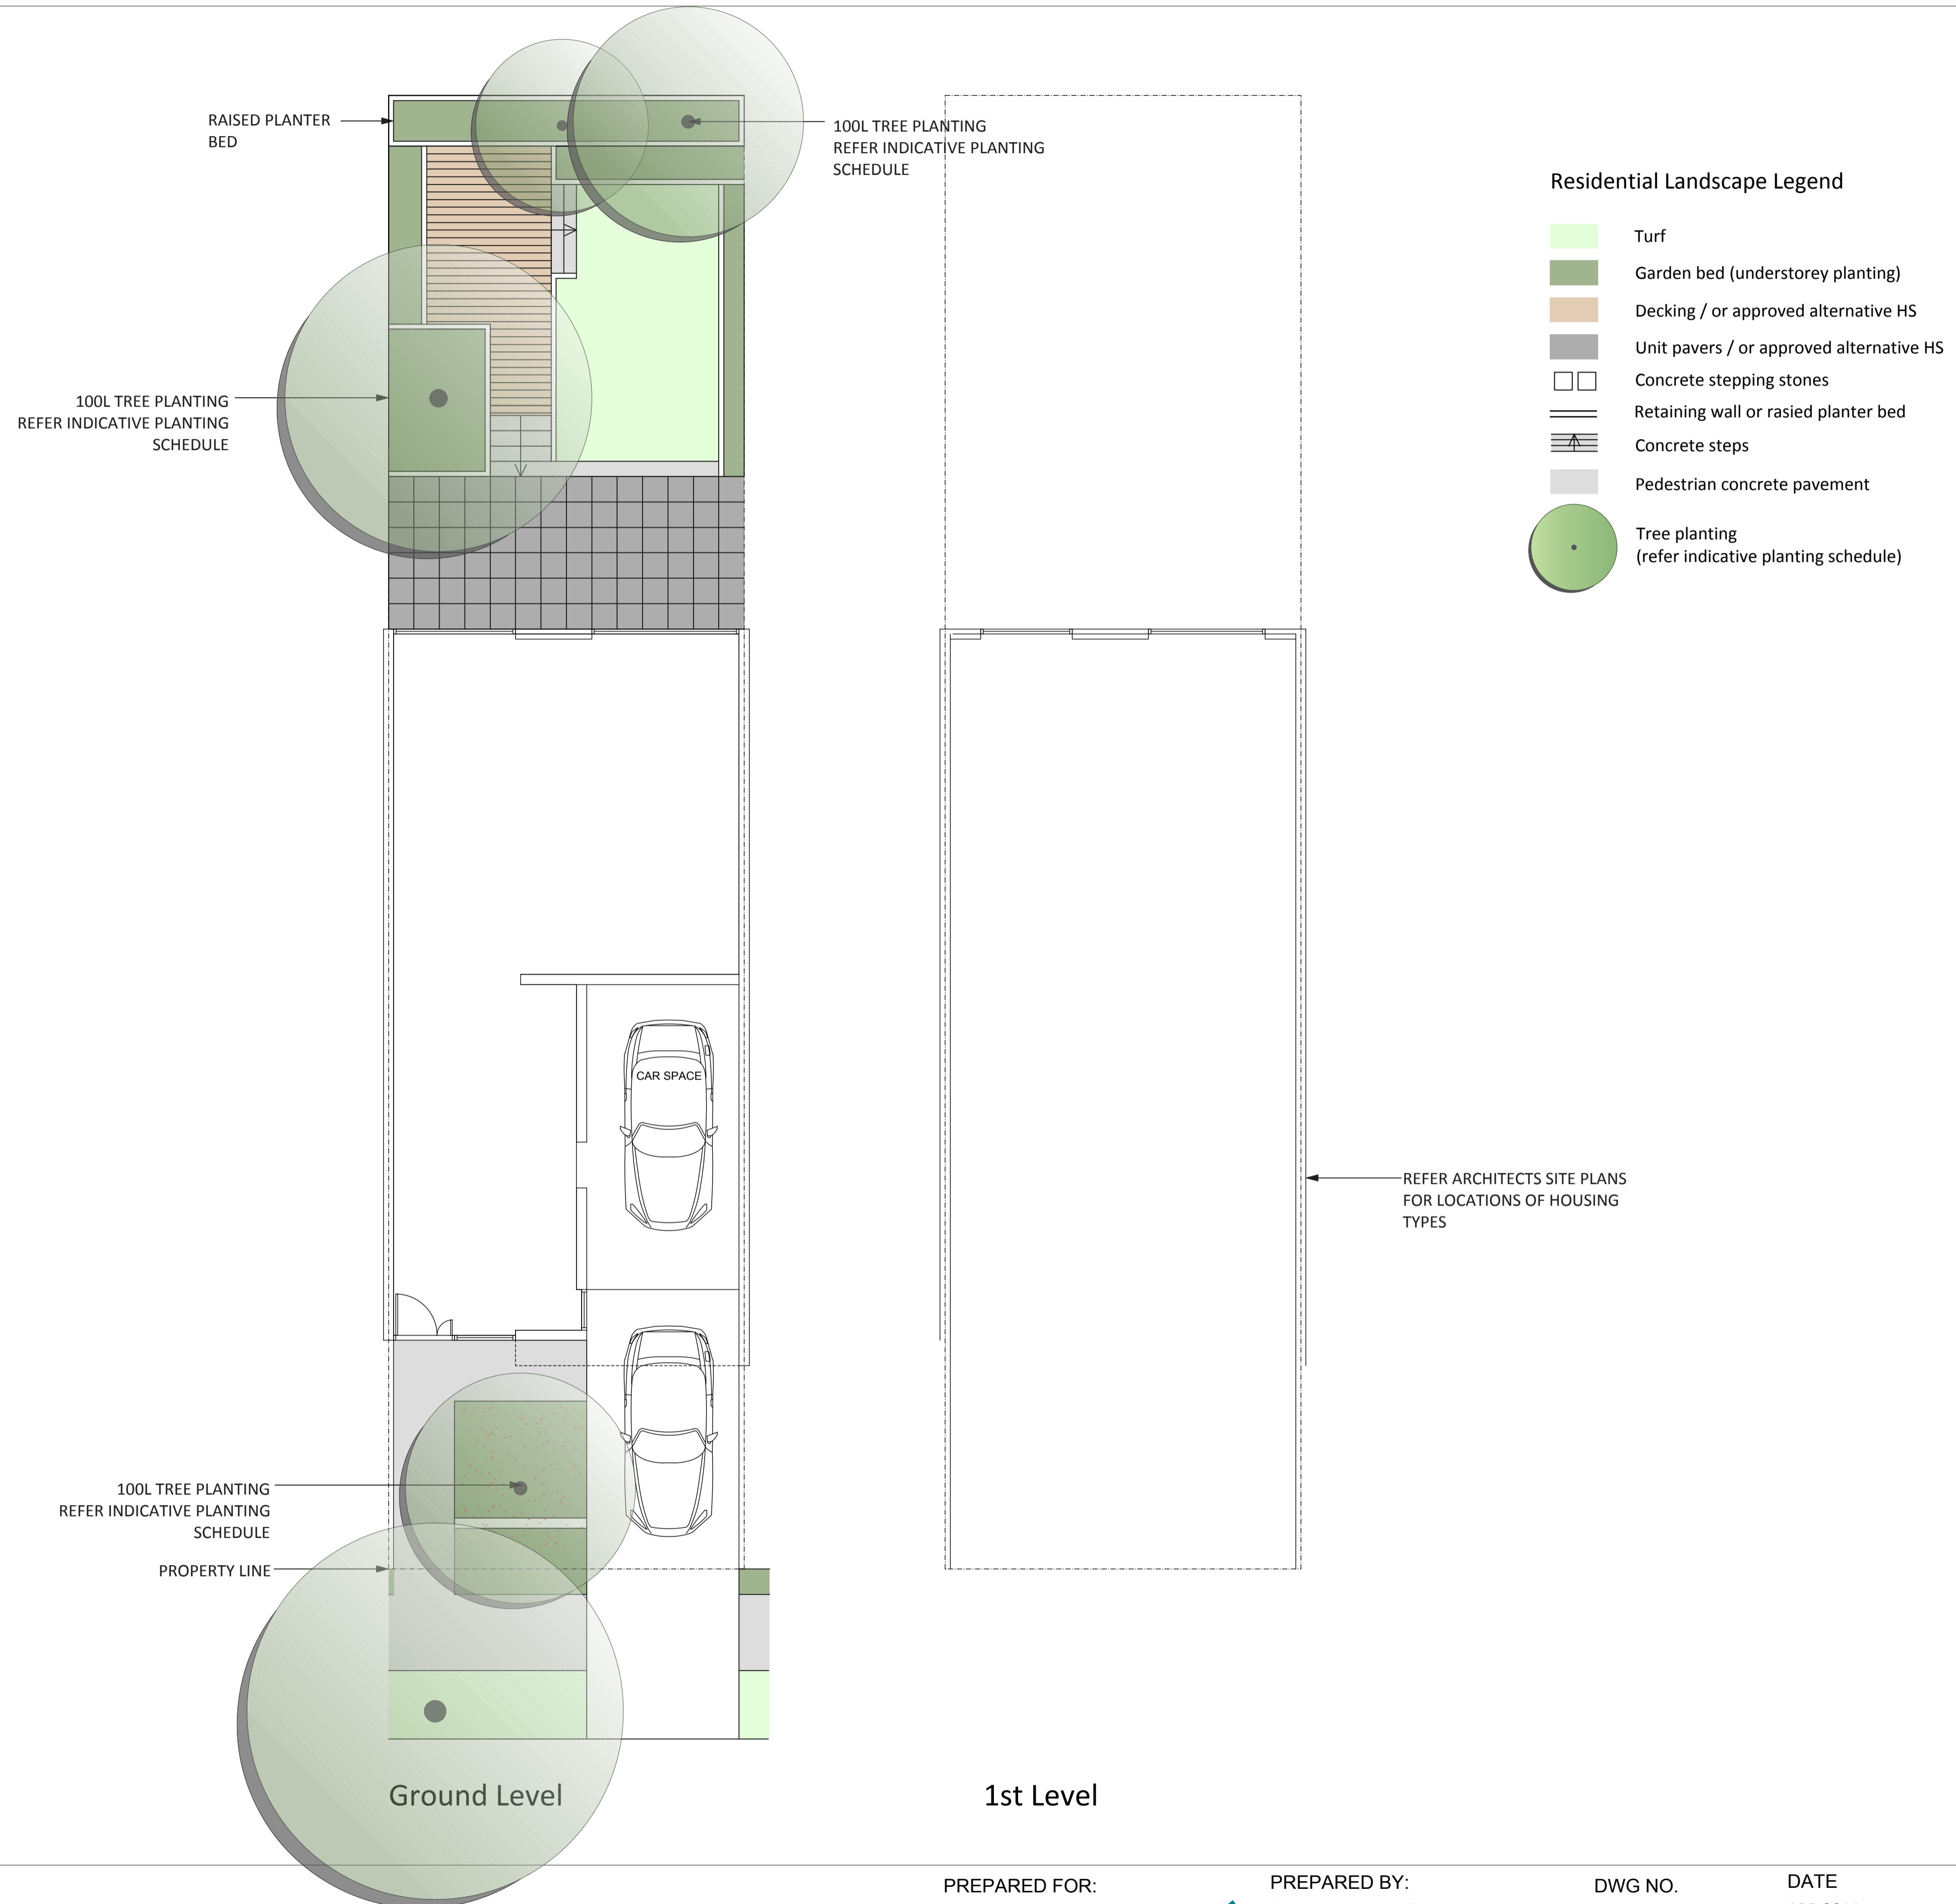 RAISED PLANTER
BED
100L TREE PLANTING
REFER INDICATIVE PLANTING
SCHEDULE
Residential Landscape Legend
Turf
Garden bed (understorey planting)
Decking / or approved alternative HS
Unit pavers / or approved alternative HS
Concrete stepping stones
Retaining wall or rasied planter bed
Concrete steps
Pedestrian concrete pavement
Tree planting
(refer indicative planting schedule)
100L TREE PLANTING
REFER INDICATIVE PLANTING
SCHEDULE
CAR SPACE
REFER ARCHITECTS SITE PLANS
FOR LOCATIONS OF HOUSING
TYPES
100L TREE PLANTING
REFER INDICATIVE PLANTING
SCHEDULE
PROPERTY LINE
Ground Level
1st Level
PREPARED FOR:
PREPARED BY:
DWG NO.
DATE